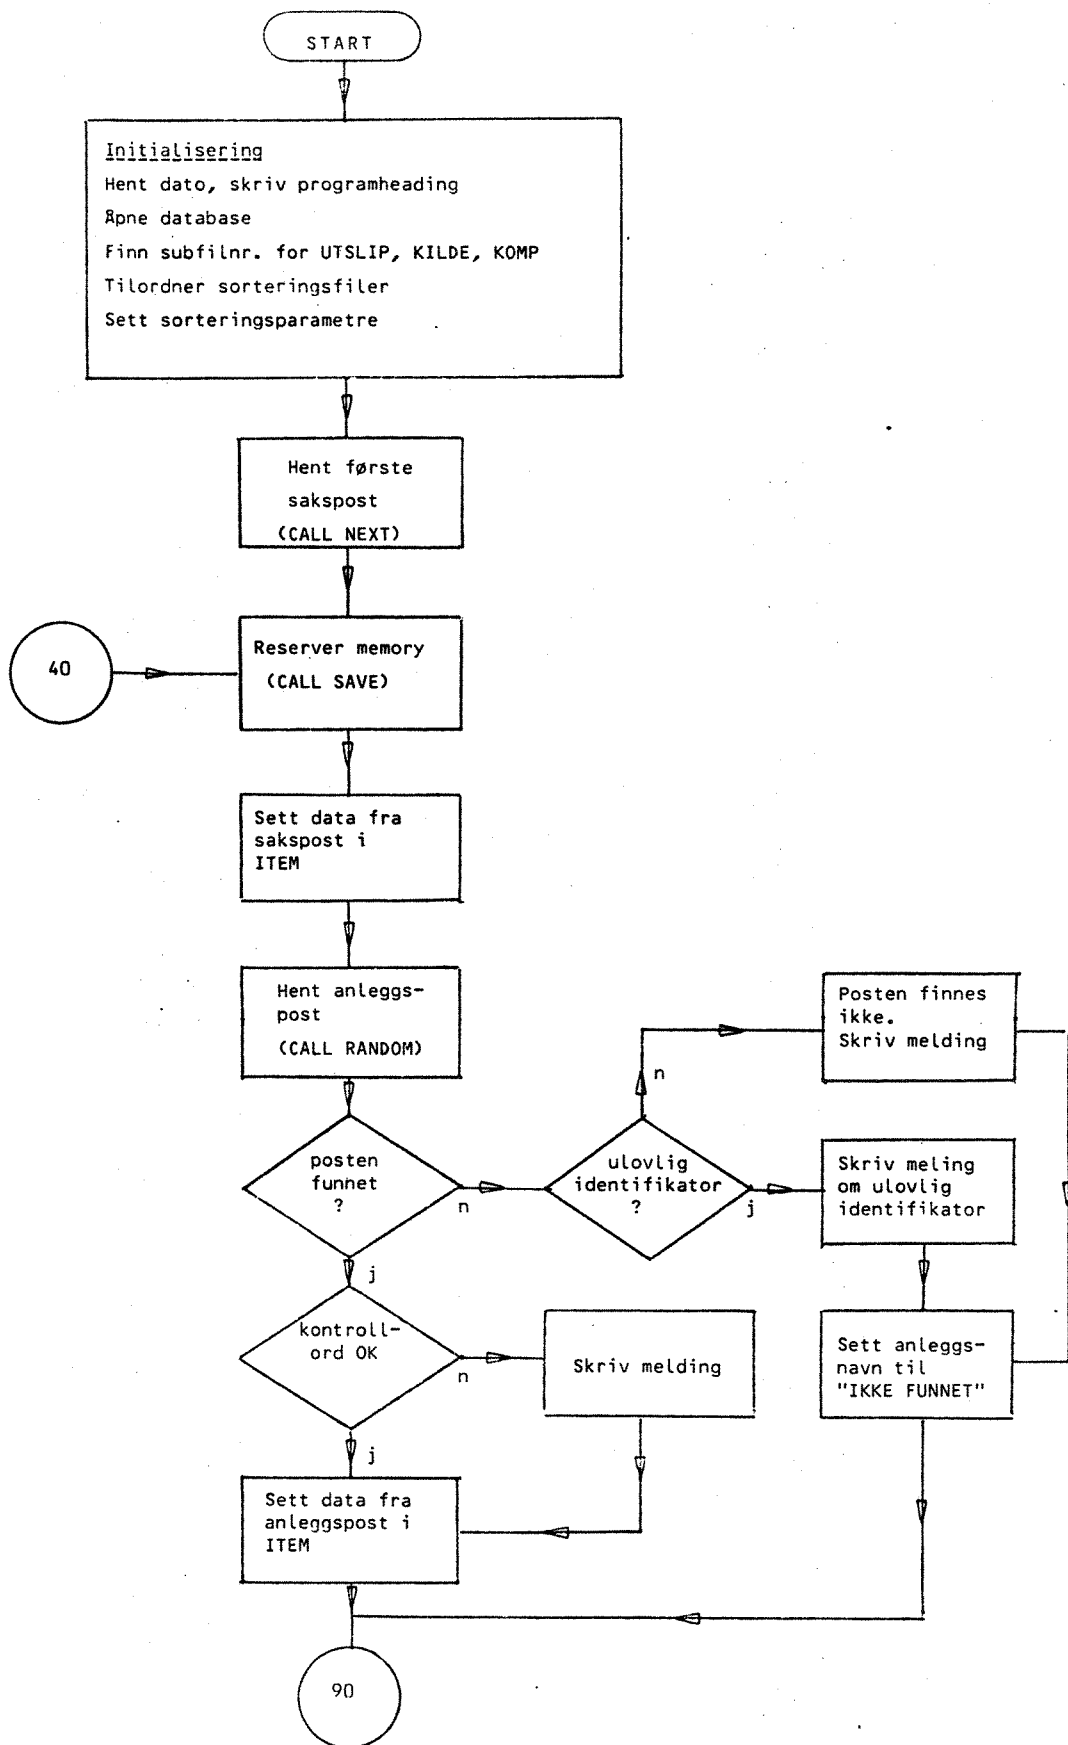 START
Initialisering
Hent dato, skriv programheading
Åpne database
Finn subfilnr. for UTSLIP, KILDE, KOMP
Tilordner sorteringsfiler
Sett sorteringsparametre
Hent første
sakspost
(CALL NEXT)
40
Reserver memory
(CALL SAVE)
Sett data fra
sakspost i
ITEM
Hent anleggs-
post
(CALL RANDOM)
Posten finnes
ikke.
Skriv melding
n
posten
funnet
?
n
ulovlig
identifikator
?
j
Skriv meling
om ulovlig
identifikator
j
kontroll-
ord OK
n
Skriv melding
Sett anleggs-
navn til
"IKKE FUNNET"
j
Sett data fra
anleggspost i
ITEM
90